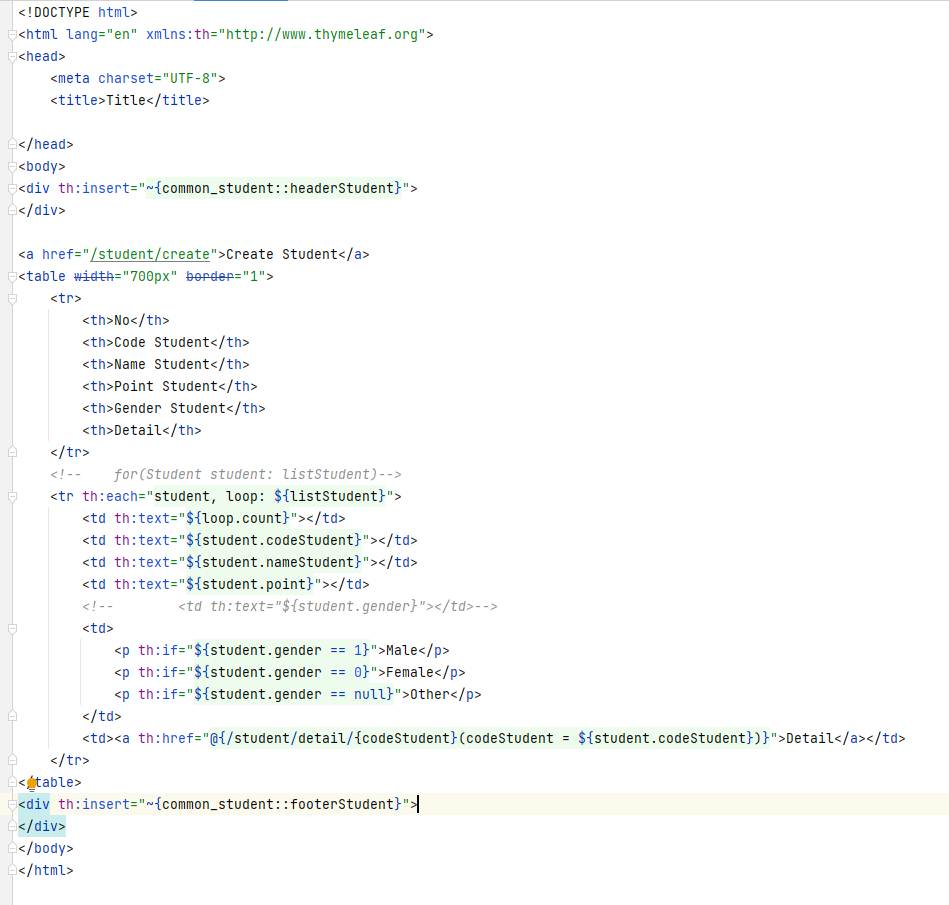 <!DOCTYPE html>
<html lang="en" xmlns:th="http://www.thymeleaf.org">
<head>
    <meta charset="UTF-8">
    <title>Title</title>

</head>
<body>
<div th:insert="~{common_student::headerStudent}">
</div>

<a href="/student/create">Create Student</a>
<table width="700px" border="1">
    <tr>
        <th>No</th>
        <th>Code Student</th>
        <th>Name Student</th>
        <th>Point Student</th>
        <th>Gender Student</th>
        <th>Detail</th>
    </tr>
    <!--    for(Student student: listStudent)-->
    <tr th:each="student, loop: ${listStudent}">
        <td th:text="${loop.count}"></td>
        <td th:text="${student.codeStudent}"></td>
        <td th:text="${student.nameStudent}"></td>
        <td th:text="${student.point}"></td>
        <!--        <td th:text="${student.gender}"></td>-->
        <td>
            <p th:if="${student.gender == 1}">Male</p>
            <p th:if="${student.gender == 0}">Female</p>
            <p th:if="${student.gender == null}">Other</p>
        </td>
        <td><a th:href="@{/student/detail/{codeStudent}(codeStudent = ${student.codeStudent})}">Detail</a></td>
    </tr>
</table>
<div th:insert="~{common_student::footerStudent}">
</div>
</body>
</html>